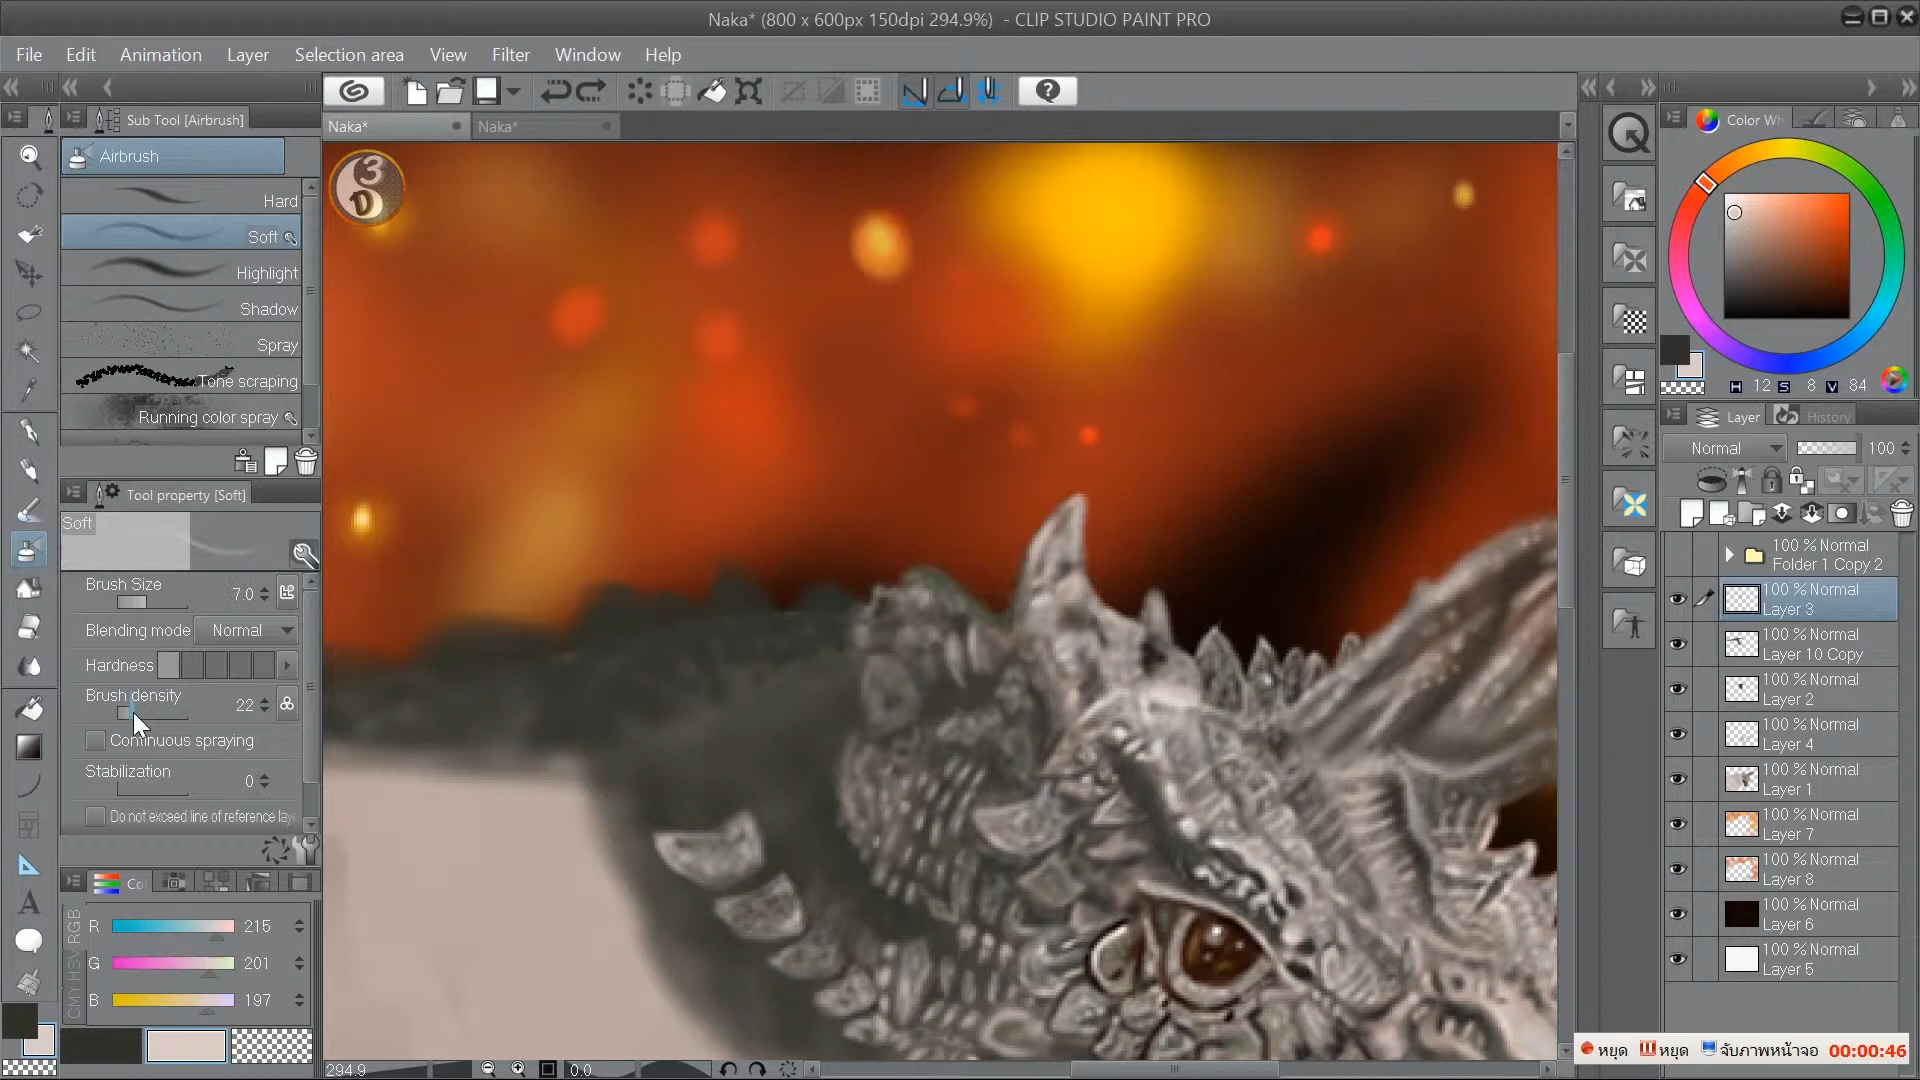 Naka* (800 x 600px 150dpi 294.9%) - CLIP STUDIO PAINT PRO
File Edit Animation Layer Selection area View Filter Window Help
Sub Tool [Airbrush]
Airbrush
Hard
Soft
Highlight
Shadow
Spray
Tone scraping
Running color spray
Tool property [Soft]
Soft
Brush Size 7.0
Blending mode Normal
Hardness
Brush density 22
Continuous spraying
Stabilization 0
Do not exceed line of reference laye
Co
CMY HSV RGB
R 215
G 201
B 197
Naka* Naka*
3
D
294.9 0.0
Color Wh
H 12 S 8 V 84
Layer History
Normal 100
100 % Normal
Folder 1 Copy 2
100 % Normal
Layer 3
100 % Normal
Layer 10 Copy
100 % Normal
Layer 2
100 % Normal
Layer 4
100 % Normal
Layer 1
100 % Normal
Layer 7
100 % Normal
Layer 8
100 % Normal
Layer 6
100 % Normal
Layer 5
หยุด หยุด จับภาพหน้าจอ 00:00:46